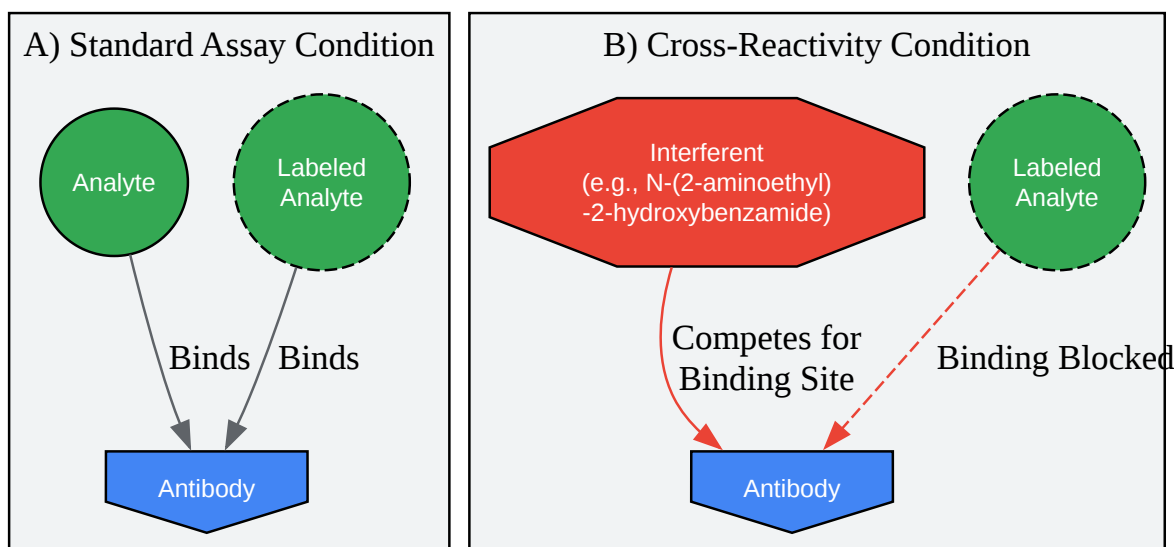 A) Standard Assay Condition
Analyte
Labeled
Analyte
Binds
Binds
Antibody
B) Cross-Reactivity Condition
Interferent
(e.g., N-(2-aminoethyl)
-2-hydroxybenzamide)
Labeled
Analyte
Competes for
Binding Site
Binding Blocked
Antibody